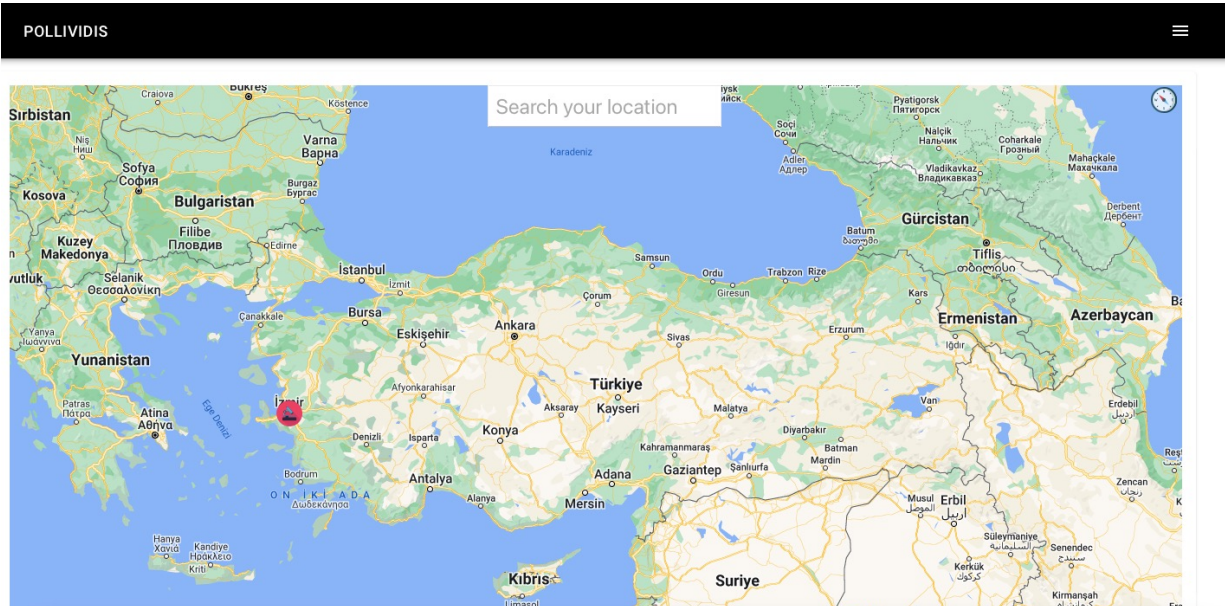 POLLIVIDIS
Search your location
Craiova
Bükreş
Köstence
Sırbistan
Niş
Ниш
Varna
Варна
Karadeniz
Soçi
Сочи
Pyatigorsk
Пятигорск
Nalçik
Нальчик
Coharkale
Грозный
Mahaçkale
Махачкала
Adler
Адлер
Vladikavkaz
Владикавказ
Sofya
София
Kosova
Burgaz
Бургас
Bulgaristan
Filibe
Пловдив
Derbent
Дербент
Gürcistan
Batum
ბათუმი
Tiflis
თბილისი
Kuzey
Makedonya
Edirne
İstanbul
İzmit
Samsun
Ordu
Giresun
Trabzon
Rize
vutluk
Selanik
Θεσσαλονίκη
Çanakkale
Bursa
Eskişehir
Ankara
Çorum
Sivas
Erzurum
Kars
Ermenistan
Azerbaycan
Iğdır
Yanya
Ιωάννινα
Yunanistan
Afyonkarahisar
Türkiye
Kayseri
Aksaray
Malatya
Van
Erdebil
اردبیل
Patras
Πάτρα
Atina
Αθήνα
Ege Denizi
İzmir
Denizli
Isparta
Konya
Diyarbakır
Batman
Mardin
Kahramanmaraş
Gaziantep
Şanlıurfa
Adana
Mersin
Antalya
Alanya
Bodrum
ON İKİ ADA
Δωδεκάνησα
Zencan
زنجان
Musul
الموصل
Erbil
أربيل
Hanya
Χανιά
Kandiye
Ηράκλειο
Kriti
Süleymaniye
السليمانية
Senendec
سنندج
Kerkük
كركوك
Kıbrıs
Limasol
Suriye
Kirmanşah